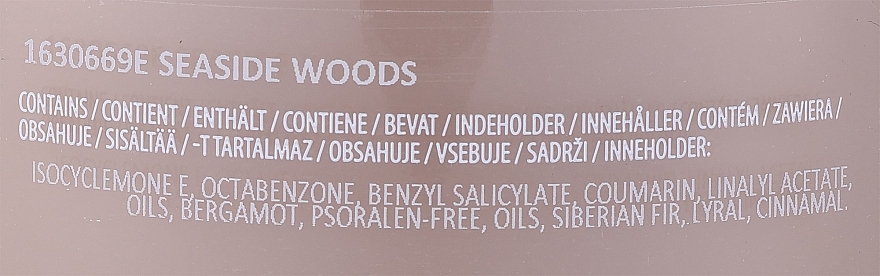 1630669E SEASIDE WOODS
CONTAINS / CONTIENT / ENTHÄLT / CONTIENE / BEVAT / INDEHOLDER / INNEHÅLLER / CONTÉM / ZAWIERA /
OBSAHUJE / SISÄLTÄÄ / -T TARTALMAZ / OBSAHUJE / VSEBUJE / SADRŽI / INNEHOLDER:
ISOCYCLEMONE E, OCTABENZONE, BENZYL SALICYLATE, COUMARIN, LINALYL ACETATE,
OILS, BERGAMOT, PSORALEN-FREE, OILS, SIBERIAN FIR, LYRAL, CINNAMAL.